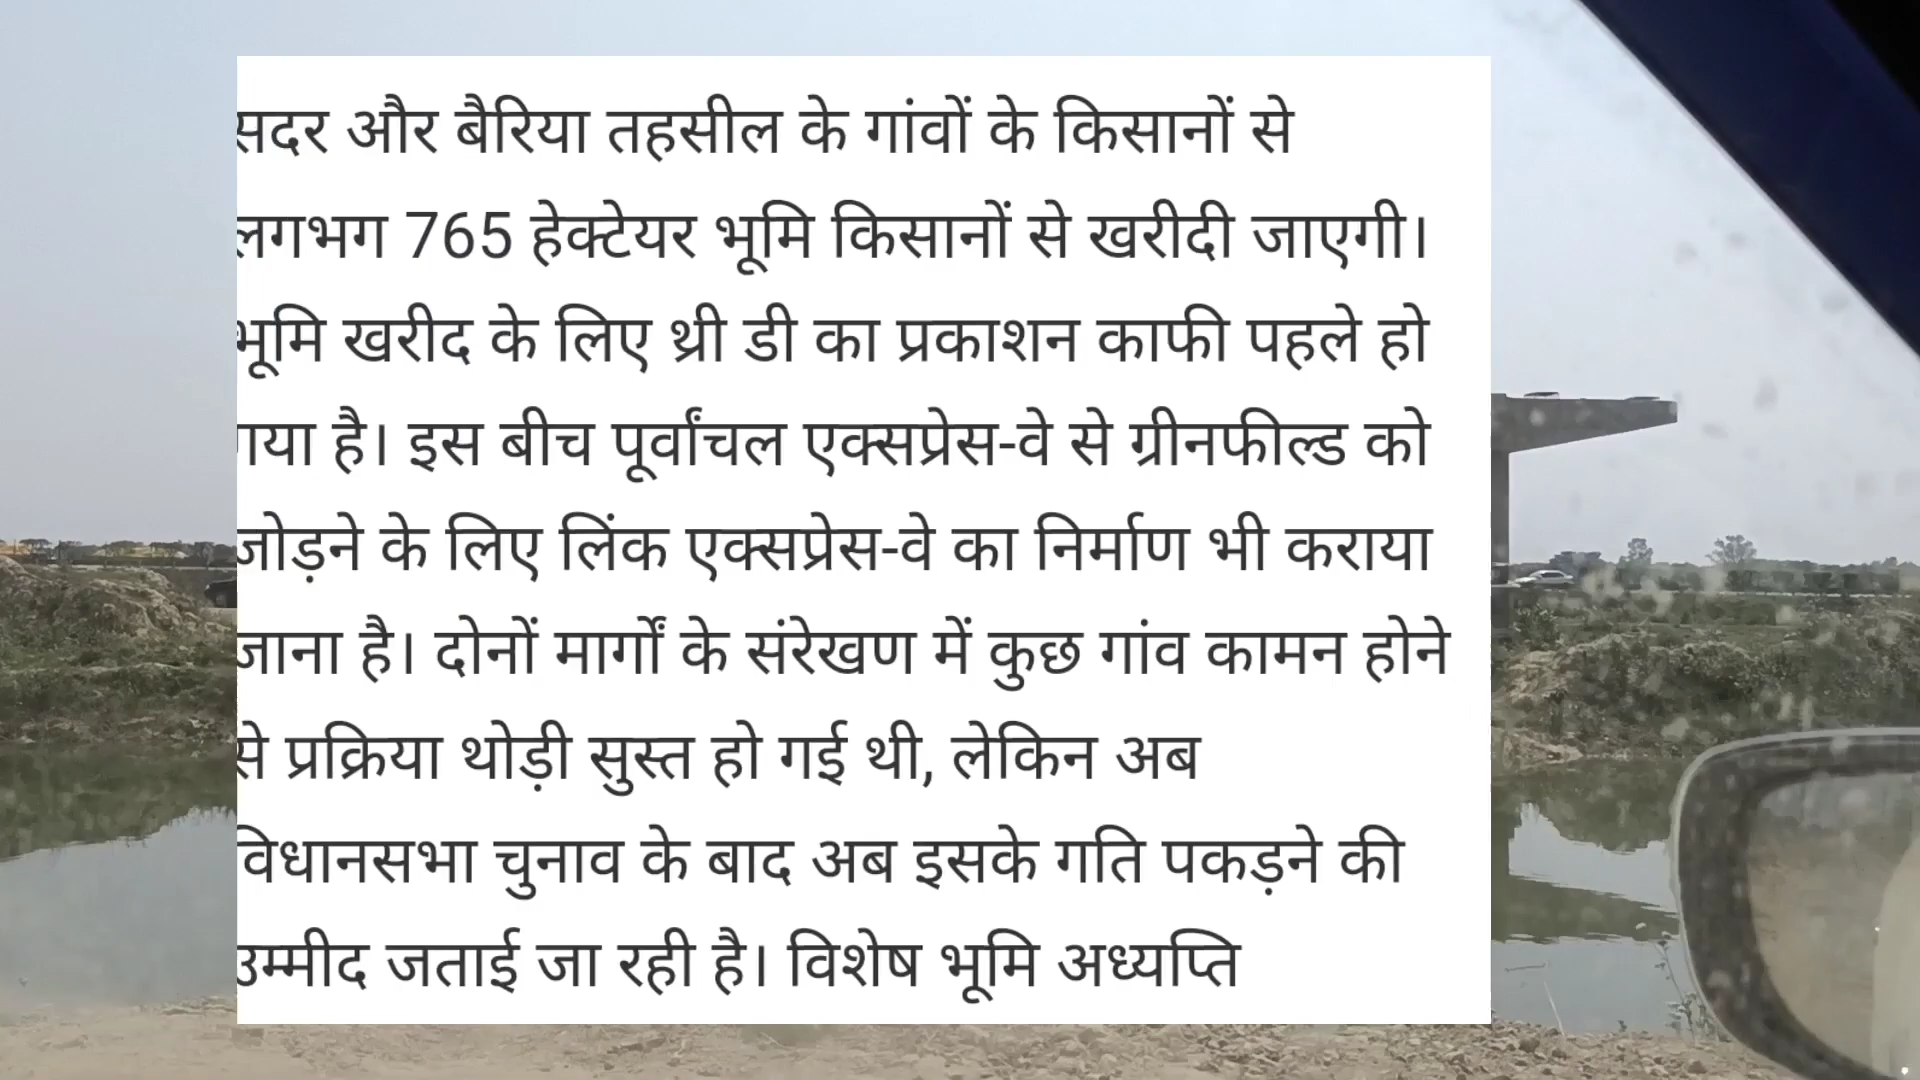 सदर और बैरिया तहसील के गांवों के किसानों से
लगभग 765 हेक्टेयर भूमि किसानों से खरीदी जाएगी।
भूमि खरीद के लिए थ्री डी का प्रकाशन काफी पहले हो
गया है। इस बीच पूर्वांचल एक्सप्रेस-वे से ग्रीनफील्ड को
जोड़ने के लिए लिंक एक्सप्रेस-वे का निर्माण भी कराया
जाना है। दोनों मार्गों के संरेखण में कुछ गांव कामन होने
से प्रक्रिया थोड़ी सुस्त हो गई थी, लेकिन अब
विधानसभा चुनाव के बाद अब इसके गति पकड़ने की
उम्मीद जताई जा रही है। विशेष भूमि अध्यप्ति